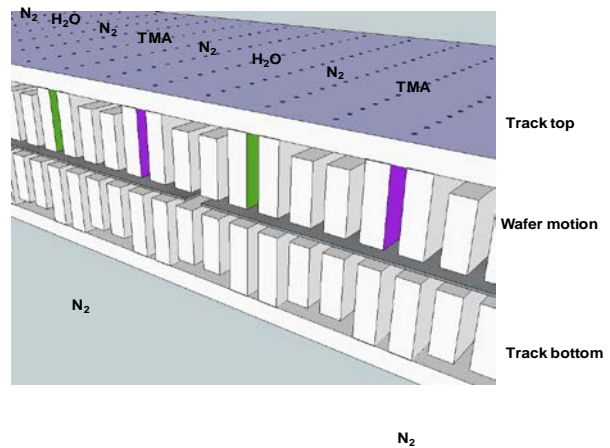 N₂
H₂O
N₂
TMA
N₂
H₂O
N₂
TMA
Track top
Wafer motion
N₂
Track bottom
N₂